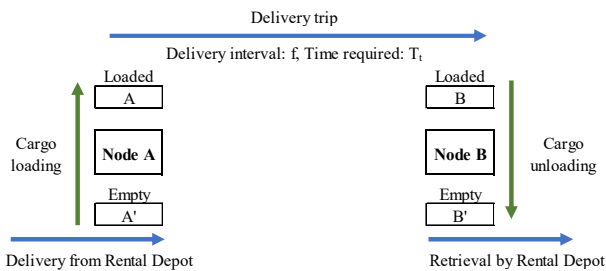 Delivery trip
Delivery interval: f, Time required: Tt
Loaded
A
Loaded
B
Cargo
loading
Node A
Node B
Cargo
unloading
Empty
A'
Empty
B'
Delivery from Rental Depot
Retrieval by Rental Depot